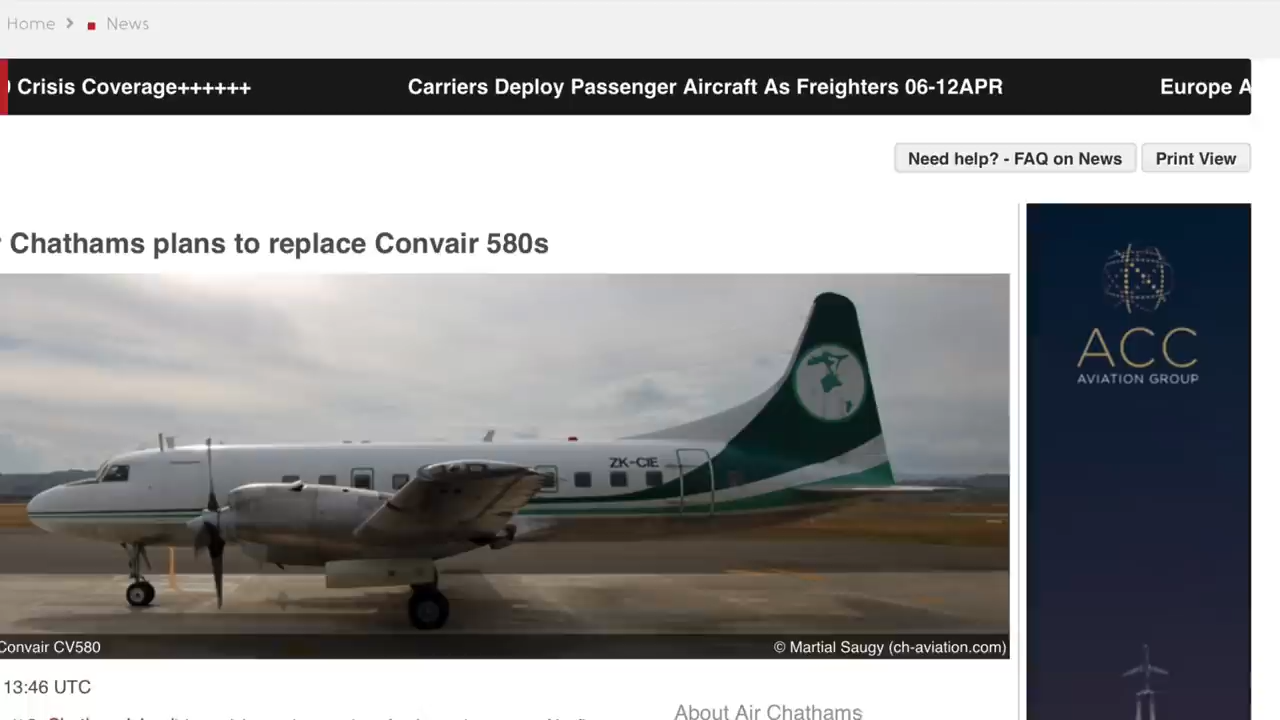 Home
News
Crisis Coverage++++++
Carriers Deploy Passenger Aircraft As Freighters 06-12APR
Europe A
Need help? - FAQ on News
Print View
Chathams plans to replace Convair 580s
ACC
AVIATION GROUP
ZK-CIE
Convair CV580
© Martial Saugy (ch-aviation.com)
13:46 UTC
About Air Chathams